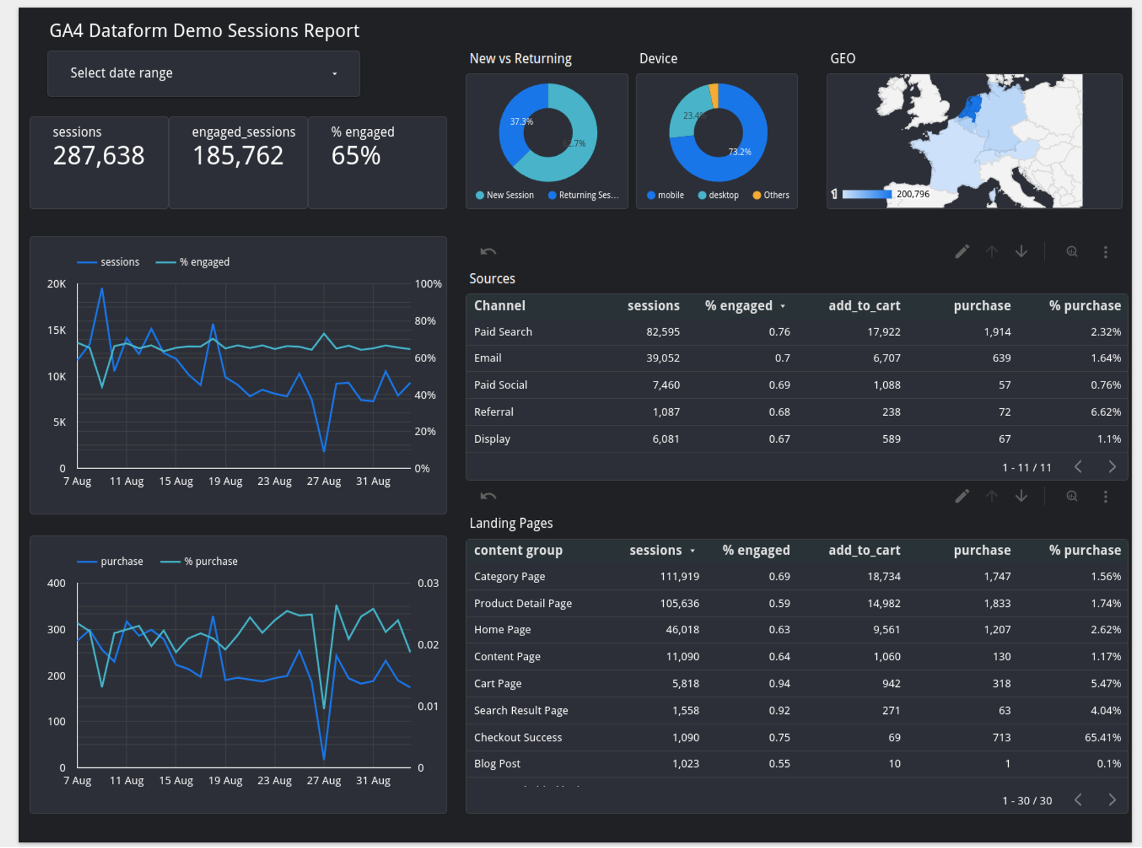 GA4 Dataform Demo Sessions Report
Select date range
sessions
287,638
engaged_sessions
185,762
% engaged
65%
New vs Returning
37.3%
New Session Returning Ses...
Device
73.2%
mobile desktop Others
GEO
200,796
sessions % engaged
20K 100%
80%
15K
60%
10K
40%
5K
20%
0 0%
7 Aug 11 Aug 15 Aug 19 Aug 23 Aug 27 Aug 31 Aug
purchase % purchase
400 0.03
300
0.02
200
0.01
100
0 0
7 Aug 11 Aug 15 Aug 19 Aug 23 Aug 27 Aug 31 Aug
Sources
Channel sessions % engaged add_to_cart purchase % purchase
Paid Search 82,595 0.76 17,922 1,914 2.32%
Email 39,052 0.7 6,707 639 1.64%
Paid Social 7,460 0.69 1,088 57 0.76%
Referral 1,087 0.68 238 72 6.62%
Display 6,081 0.67 589 67 1.1%
1 - 11 / 11
Landing Pages
content group sessions % engaged add_to_cart purchase % purchase
Category Page 111,919 0.69 18,734 1,747 1.56%
Product Detail Page 105,636 0.59 14,982 1,833 1.74%
Home Page 46,018 0.63 9,561 1,207 2.62%
Content Page 11,090 0.64 1,060 130 1.17%
Cart Page 5,818 0.94 942 318 5.47%
Search Result Page 1,558 0.92 271 63 4.04%
Checkout Success 1,090 0.75 69 713 65.41%
Blog Post 1,023 0.55 10 1 0.1%
1 - 30 / 30